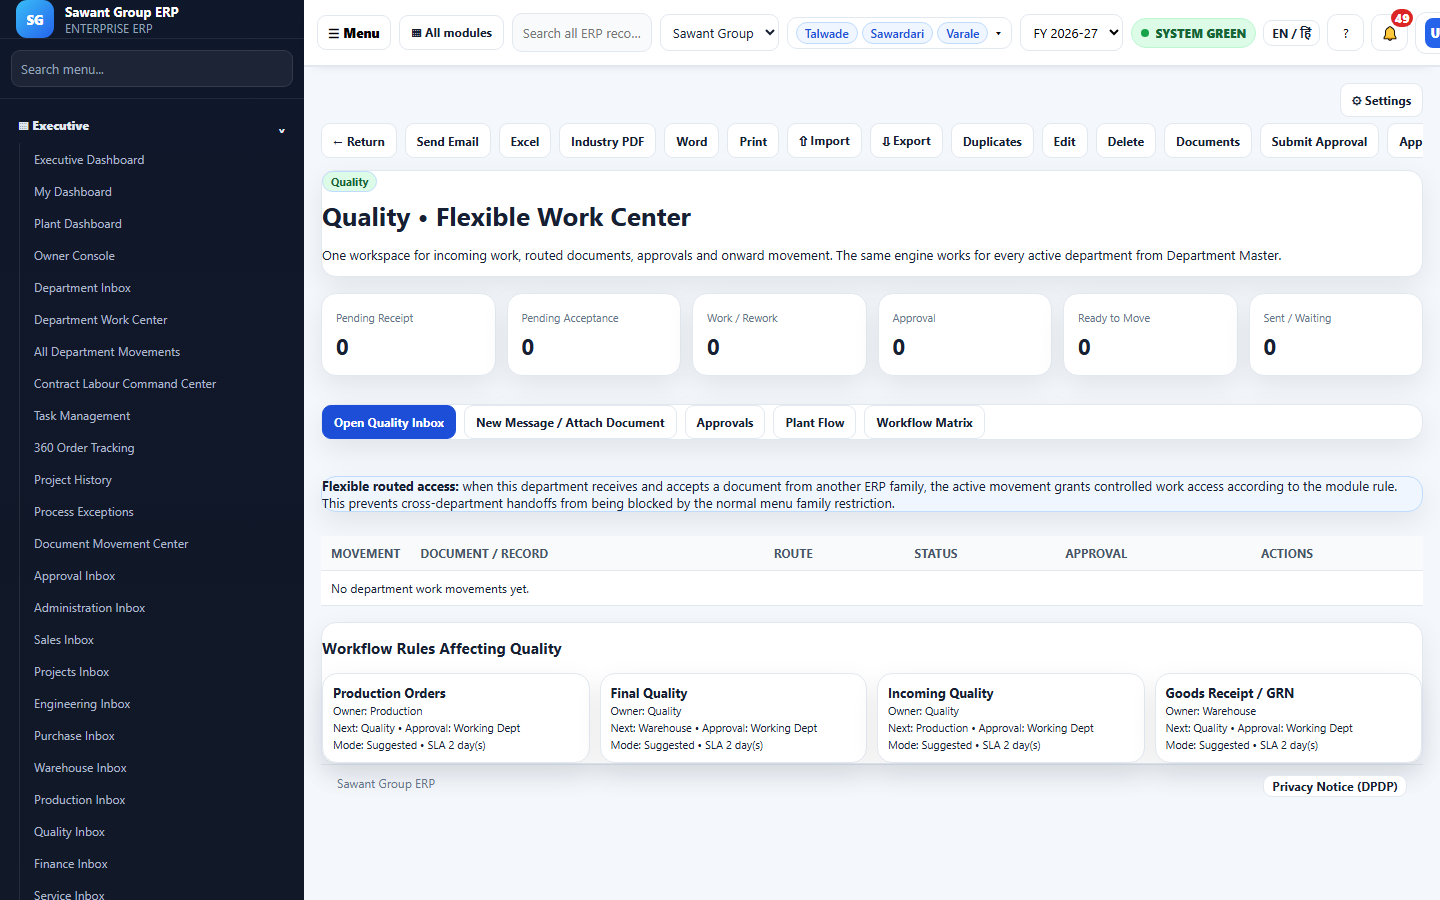 SG
Sawant Group ERP
ENTERPRISE ERP
Search menu...
Executive
Executive Dashboard
My Dashboard
Plant Dashboard
Owner Console
Department Inbox
Department Work Center
All Department Movements
Contract Labour Command Center
Task Management
360 Order Tracking
Project History
Process Exceptions
Document Movement Center
Approval Inbox
Administration Inbox
Sales Inbox
Projects Inbox
Engineering Inbox
Purchase Inbox
Warehouse Inbox
Production Inbox
Quality Inbox
Finance Inbox
Service Inbox
☰ Menu
All modules
Search all ERP reco...
Sawant Group
Talwade Sawardari Varale
FY 2026-27
SYSTEM GREEN
EN / हिं
?
49
U
⚙ Settings
← Return
Send Email
Excel
Industry PDF
Word
Print
⇧ Import
⇩ Export
Duplicates
Edit
Delete
Documents
Submit Approval
App
Quality
Quality • Flexible Work Center
One workspace for incoming work, routed documents, approvals and onward movement. The same engine works for every active department from Department Master.
Pending Receipt
0
Pending Acceptance
0
Work / Rework
0
Approval
0
Ready to Move
0
Sent / Waiting
0
Open Quality Inbox
New Message / Attach Document
Approvals
Plant Flow
Workflow Matrix
Flexible routed access: when this department receives and accepts a document from another ERP family, the active movement grants controlled work access according to the module rule.
This prevents cross-department handoffs from being blocked by the normal menu family restriction.
MOVEMENT DOCUMENT / RECORD ROUTE STATUS APPROVAL ACTIONS
No department work movements yet.
Workflow Rules Affecting Quality
Production Orders
Owner: Production
Next: Quality • Approval: Working Dept
Mode: Suggested • SLA 2 day(s)
Final Quality
Owner: Quality
Next: Warehouse • Approval: Working Dept
Mode: Suggested • SLA 2 day(s)
Incoming Quality
Owner: Quality
Next: Production • Approval: Working Dept
Mode: Suggested • SLA 2 day(s)
Goods Receipt / GRN
Owner: Warehouse
Next: Quality • Approval: Working Dept
Mode: Suggested • SLA 2 day(s)
Sawant Group ERP
Privacy Notice (DPDP)